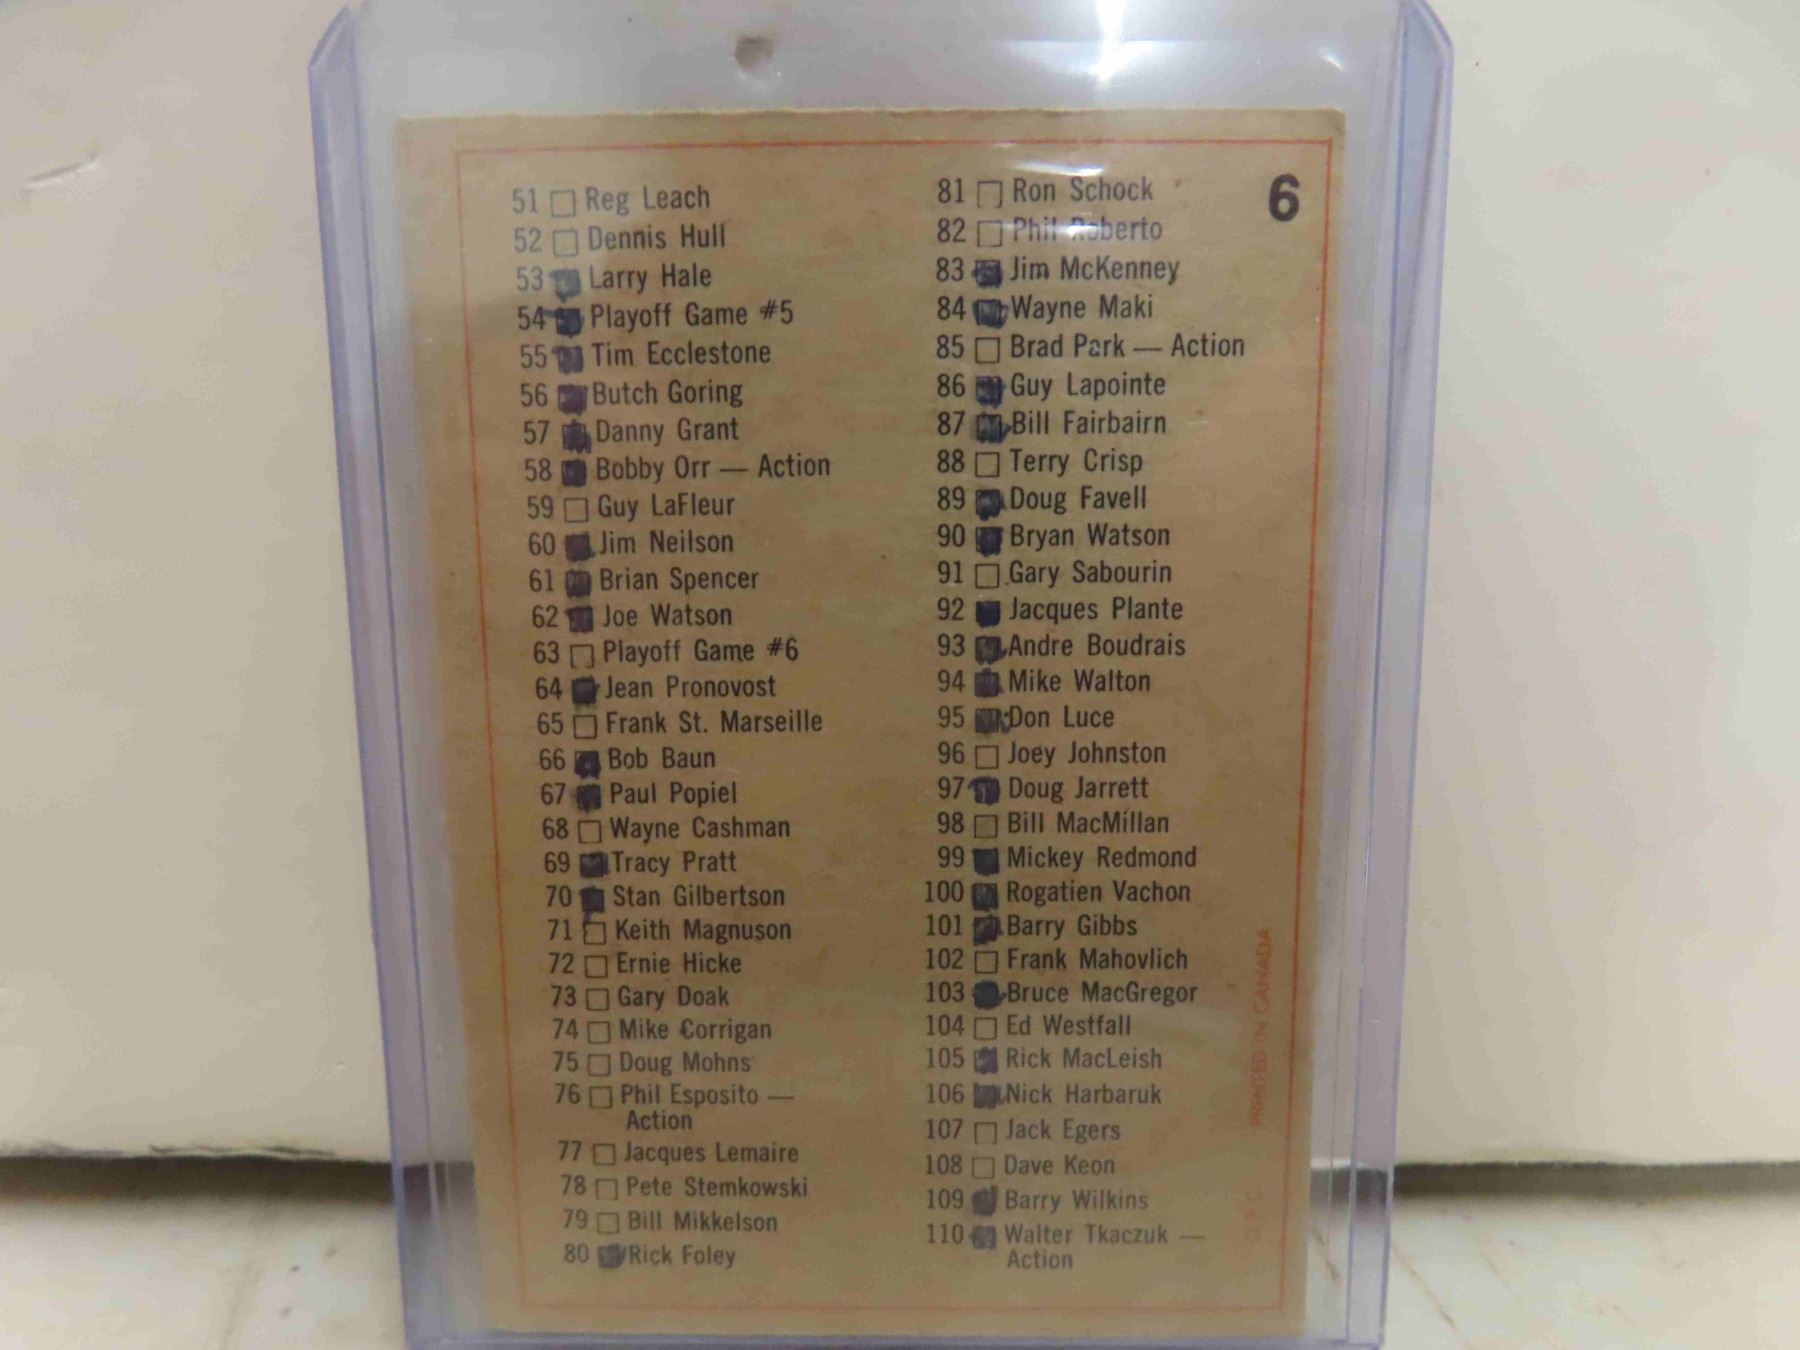 6
51 Reg Leach
52 Dennis Hull
53 Larry Hale
54 Playoff Game #5
55 Tim Ecclestone
56 Butch Goring
57 Danny Grant
58 Bobby Orr — Action
59 Guy LaFleur
60 Jim Neilson
61 Brian Spencer
62 Joe Watson
63 Playoff Game #6
64 Jean Pronovost
65 Frank St. Marseille
66 Bob Baun
67 Paul Popiel
68 Wayne Cashman
69 Tracy Pratt
70 Stan Gilbertson
71 Keith Magnuson
72 Ernie Hicke
73 Gary Doak
74 Mike Corrigan
75 Doug Mohns
76 Phil Esposito —
Action
77 Jacques Lemaire
78 Pete Stemkowski
79 Bill Mikkelson
80 Rick Foley
81 Ron Schock
82 Phil Roberto
83 Jim McKenney
84 Wayne Maki
85 Brad Park — Action
86 Guy Lapointe
87 Bill Fairbairn
88 Terry Crisp
89 Doug Favell
90 Bryan Watson
91 Gary Sabourin
92 Jacques Plante
93 Andre Boudrais
94 Mike Walton
95 Don Luce
96 Joey Johnston
97 Doug Jarrett
98 Bill MacMillan
99 Mickey Redmond
100 Rogatien Vachon
101 Barry Gibbs
102 Frank Mahovlich
103 Bruce MacGregor
104 Ed Westfall
105 Rick MacLeish
106 Nick Harbaruk
107 Jack Egers
108 Dave Keon
109 Barry Wilkins
110 Walter Tkaczuk —
Action
PRINTED IN CANADA